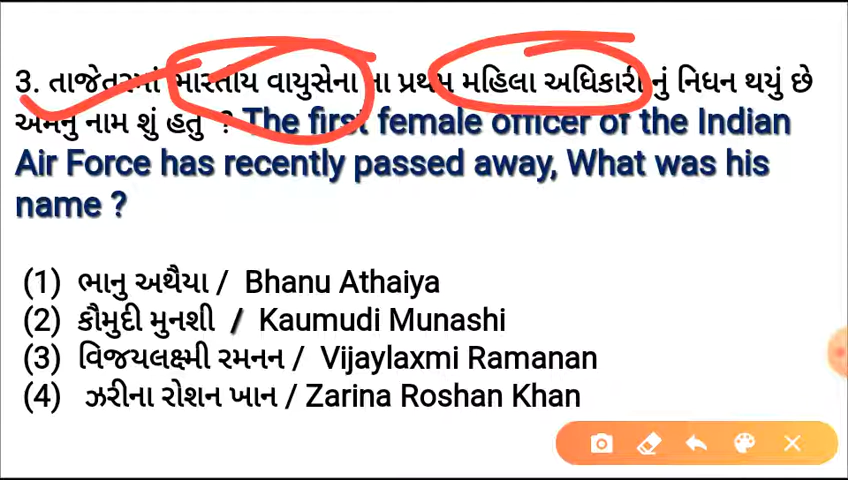 3. તાજેતરમાં ભારતીય વાયુસેના ના પ્રથમ મહિલા અધિકારી નું નિધન થયું છે
અમનુ નામ શું હતુ ? The first female officer of the Indian
Air Force has recently passed away, What was his
name ?
(1) ભાનુ અથૈયા / Bhanu Athaiya
(2) કૌમુદી મુનશી / Kaumudi Munashi
(3) વિજયલક્ષ્મી રમનન / Vijaylaxmi Ramanan
(4) ઝરીના રોશન ખાન / Zarina Roshan Khan